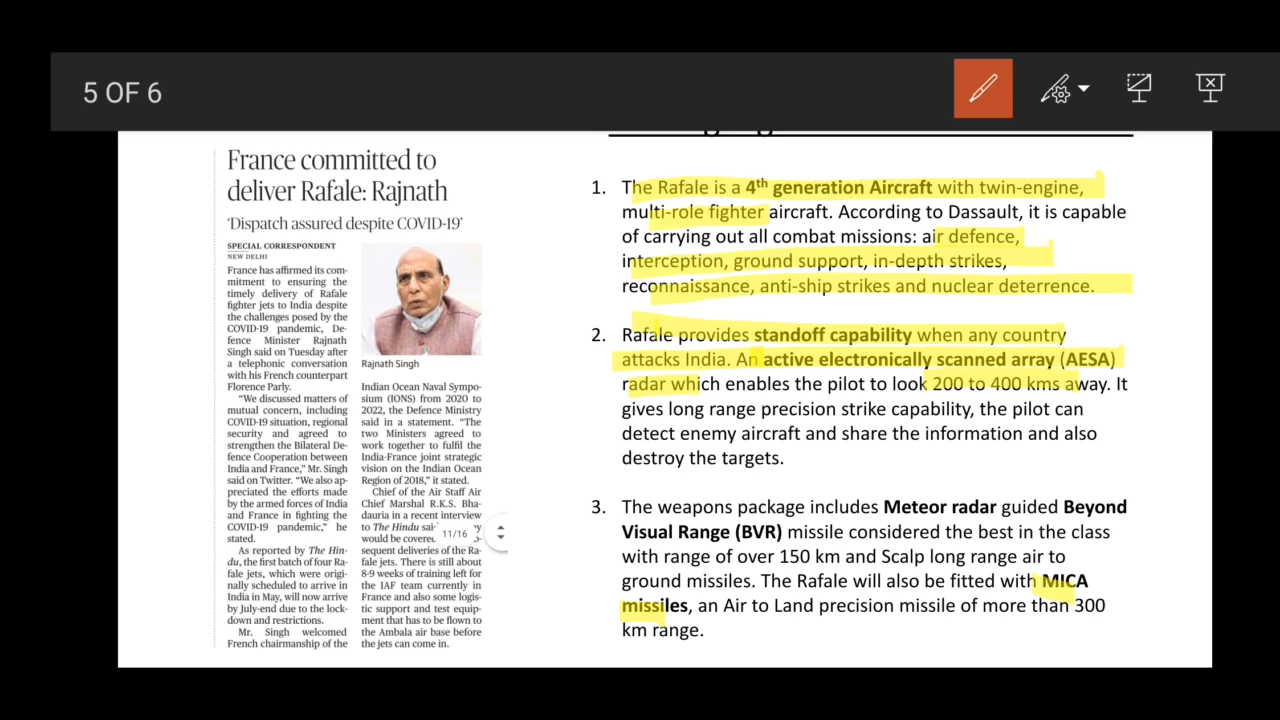 5 OF 6
France committed to
deliver Rafale: Rajnath
'Dispatch assured despite COVID-19'
SPECIAL CORRESPONDENT
NEW DELHI
France has affirmed its com-
mitment to ensuring the
timely delivery of Rafale
fighter jets to India despite
the challenges posed by the
COVID-19 pandemic, De-
fence Minister Rajnath
Singh said on Tuesday after
a telephonic conversation
with his French counterpart
Florence Parly.
"We discussed matters of
mutual concern, including
COVID-19 situation, regional
security and agreed to
strengthen the Bilateral De-
fence Cooperation between
India and France," Mr. Singh
said on Twitter. "We also ap-
preciated the efforts made
by the armed forces of India
and France in fighting the
COVID-19 pandemic," he
stated.
As reported by The Hin-
du, the first batch of four Ra-
fale jets, which were origi-
nally scheduled to arrive in
India in May, will now arrive
by July-end due to the lock-
down and restrictions.
Mr. Singh welcomed
French chairmanship of the
Rajnath Singh
Indian Ocean Naval Sympo-
sium (IONS) from 2020 to
2022, the Defence Ministry
said in a statement. "The
two Ministers agreed to
work together to fulfil the
India-France joint strategic
vision on the Indian Ocean
Region of 2018," it stated.
Chief of the Air Staff Air
Chief Marshal R.K.S. Bha-
dauria in a recent interview
to The Hindu
would be
sequent deliveries of the Ra-
fale jets. There is still about
8-9 weeks of training left for
the IAF team currently in
France and also some logis-
tic support and test equip-
ment that has to be flown to
the Ambala air base before
the jets can come in.
11/16
1. The Rafale is a 4th generation Aircraft with twin-engine,
multi-role fighter aircraft. According to Dassault, it is capable
of carrying out all combat missions: air defence,
interception, ground support, in-depth strikes,
reconnaissance, anti-ship strikes and nuclear deterrence.
2. Rafale provides standoff capability when any country
attacks India. An active electronically scanned array (AESA)
radar which enables the pilot to look 200 to 400 kms away. It
gives long range precision strike capability, the pilot can
detect enemy aircraft and share the information and also
destroy the targets.
3. The weapons package includes Meteor radar guided Beyond
Visual Range (BVR) missile considered the best in the class
with range of over 150 km and Scalp long range air to
ground missiles. The Rafale will also be fitted with MICA
missiles, an Air to Land precision missile of more than 300
km range.